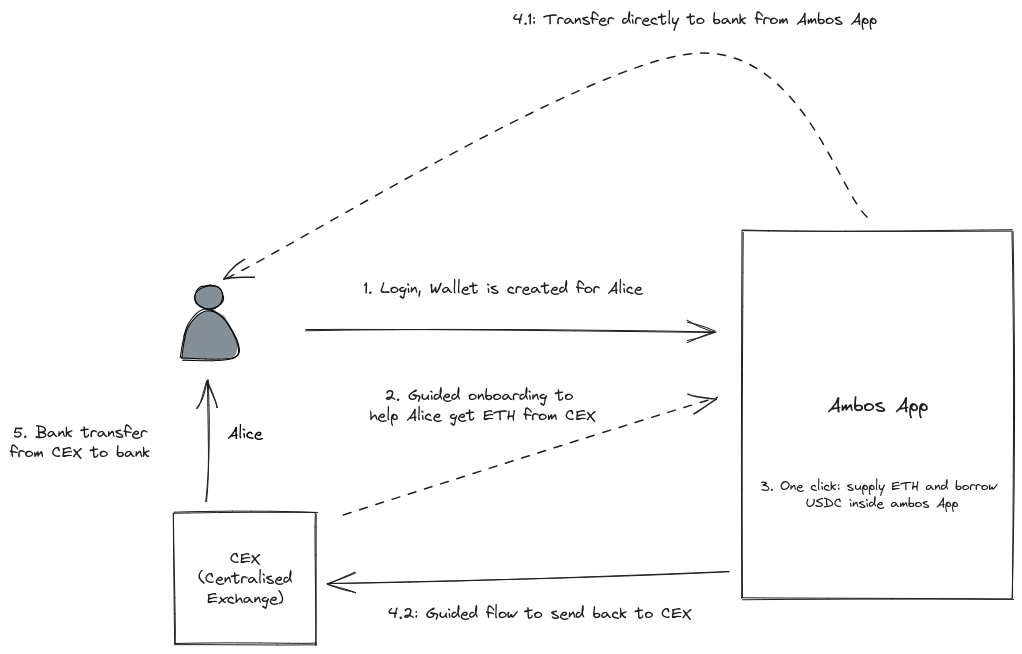 4.1: Transfer directly to bank from Ambos App
1. Login, Wallet is created for Alice
2. Guided onboarding to
help Alice get ETH from CEX
Ambos App
5. Bank transfer
from CEX to bank
Alice
3. One click: supply ETH and borrow
USDC inside ambos App
CEX
(Centralised
Exchange)
4.2: Guided flow to send back to CEX